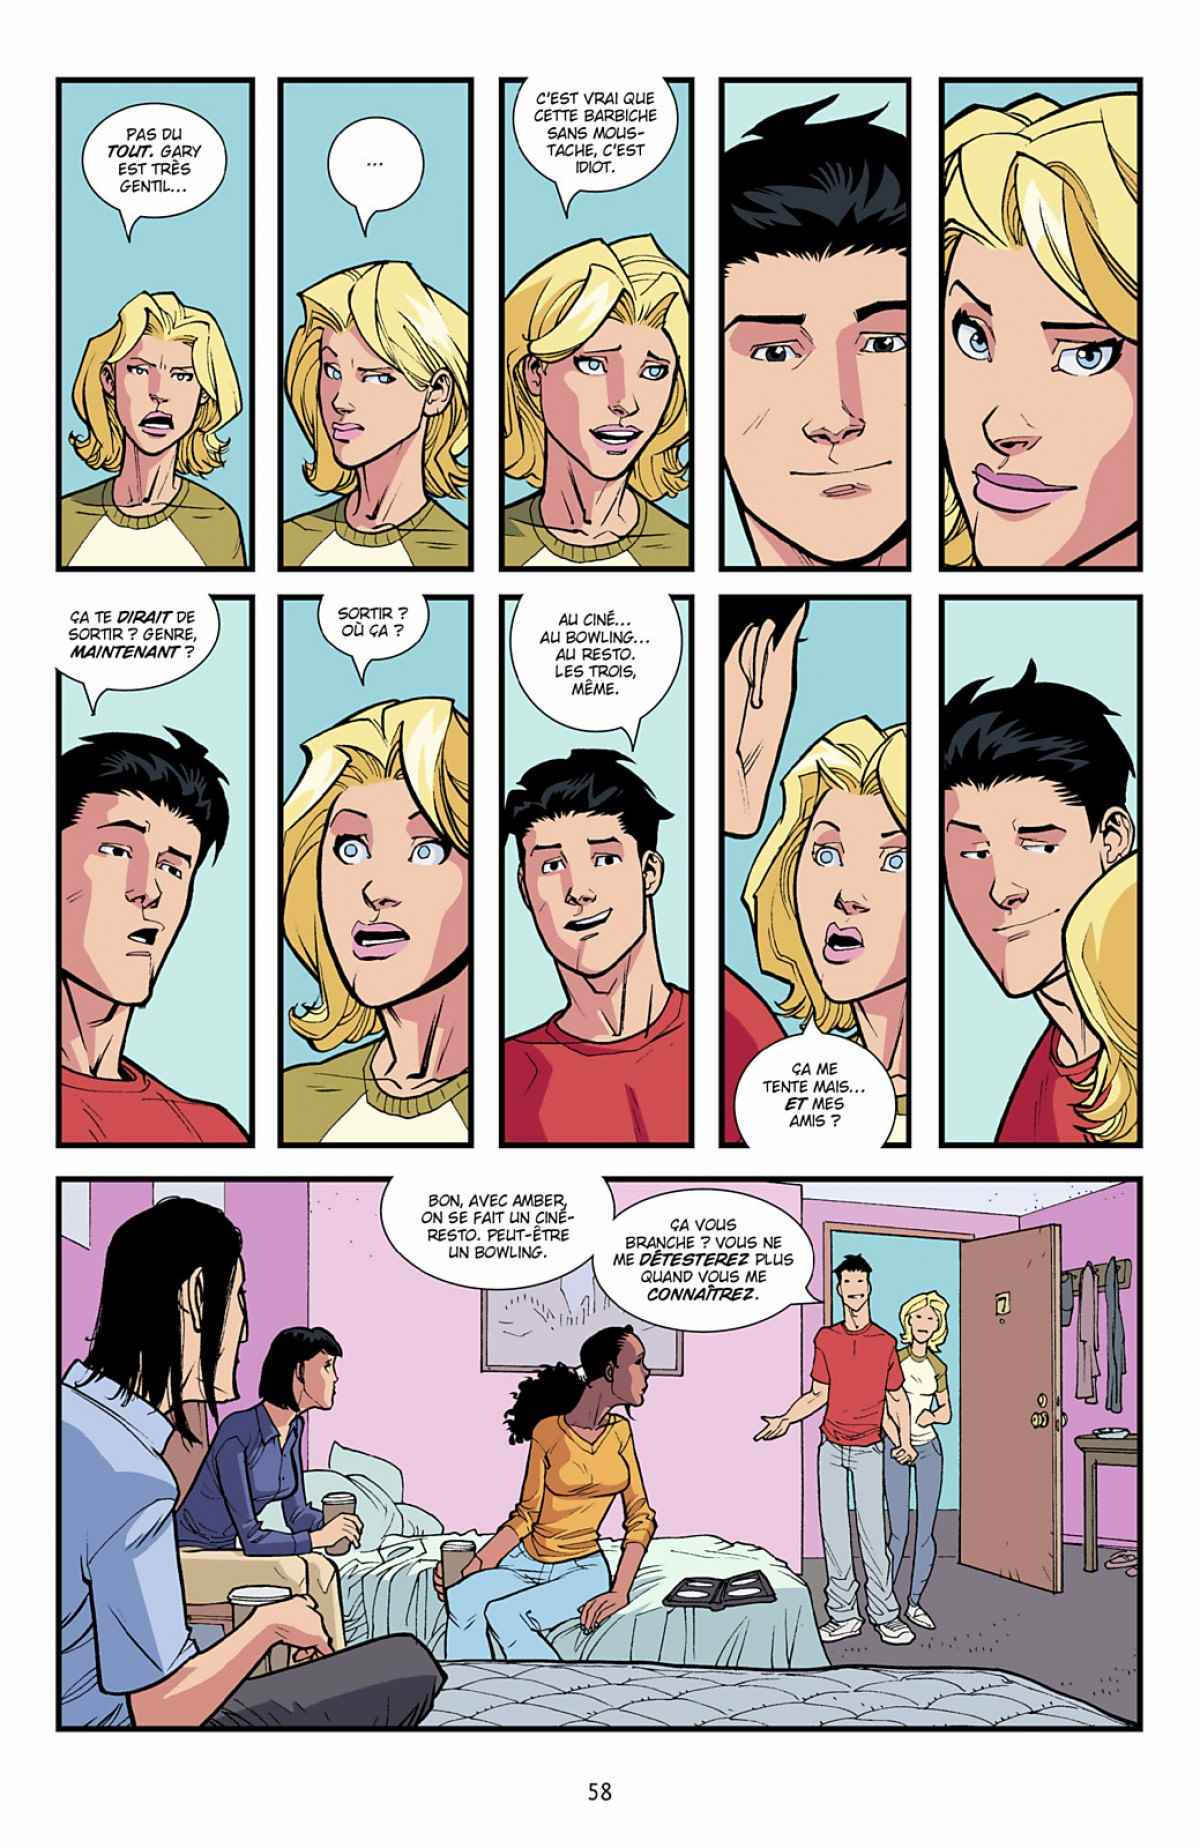 PAS DU
TOUT. GARY
EST TRÈS
GENTIL...
...
C'EST VRAI QUE
CETTE BARBICHE
SANS MOUS-
TACHE, C'EST
IDIOT.
ÇA TE DIRAIT DE
SORTIR ? GENRE,
MAINTENANT ?
SORTIR ?
OÙ ÇA ?
AU CINÉ...
AU BOWLING...
AU RESTO.
LES TROIS,
MÊME.
ÇA ME
TENTE MAIS...
ET MES
AMIS ?
BON, AVEC AMBER,
ON SE FAIT UN CINÉ-
RESTO. PEUT-ÊTRE
UN BOWLING.
ÇA VOUS
BRANCHE ? VOUS NE
ME DÉTESTEREZ PLUS
QUAND VOUS ME
CONNAÎTREZ.
7
58